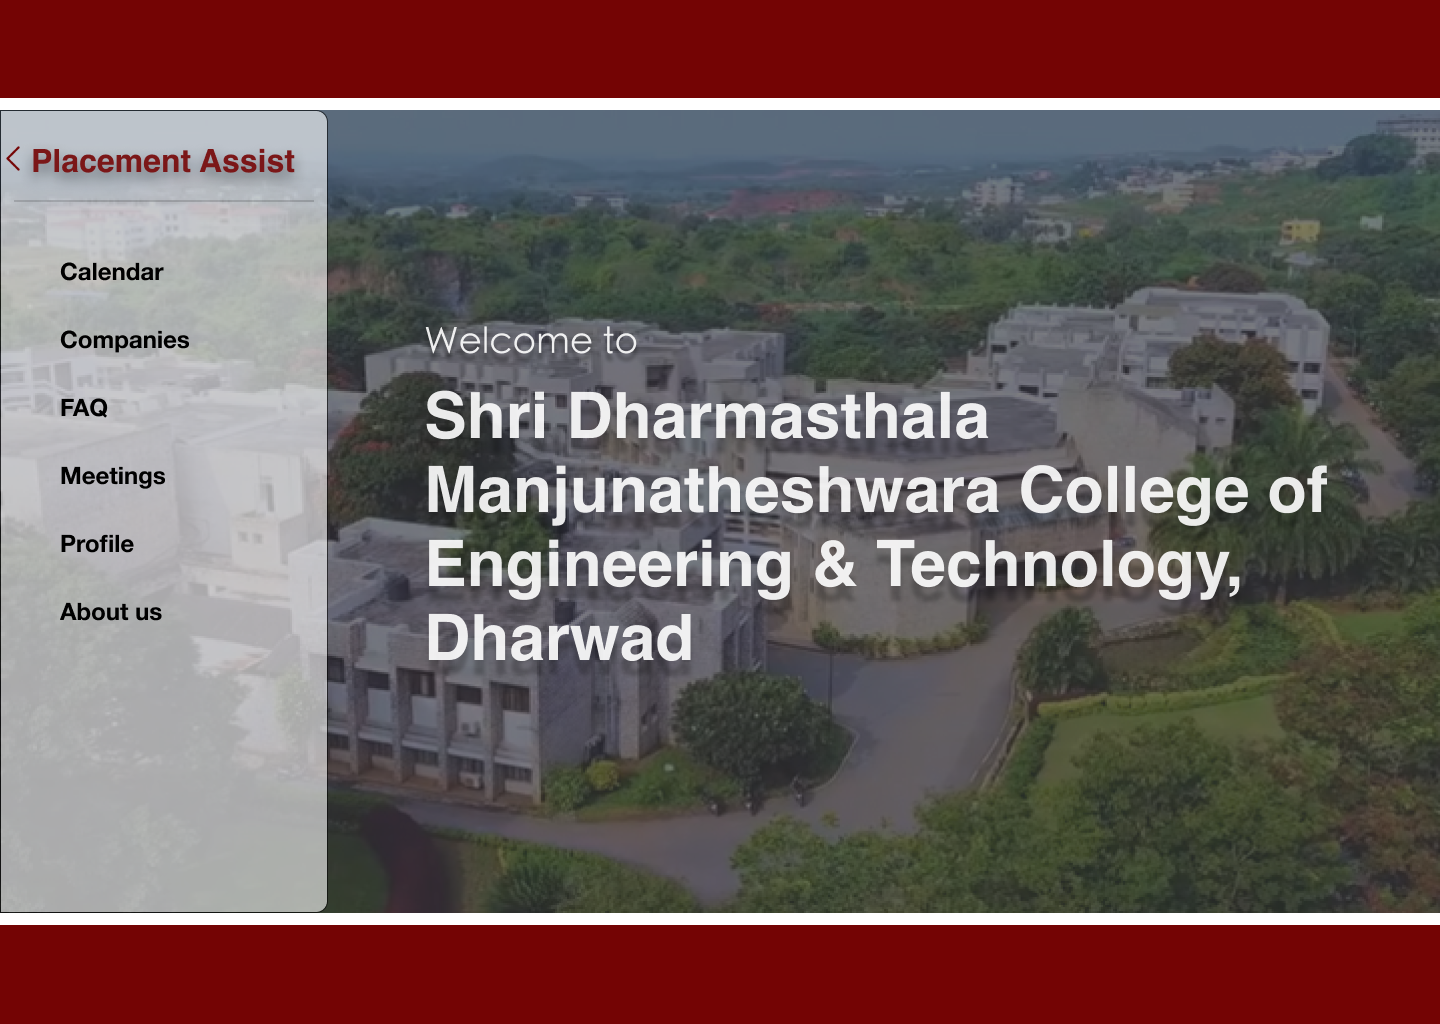 Placement Assist
Calendar
Companies
FAQ
Meetings
Profile
About us
Welcome to
Shri Dharmasthala
Manjunatheshwara College of
Engineering & Technology,
Dharwad